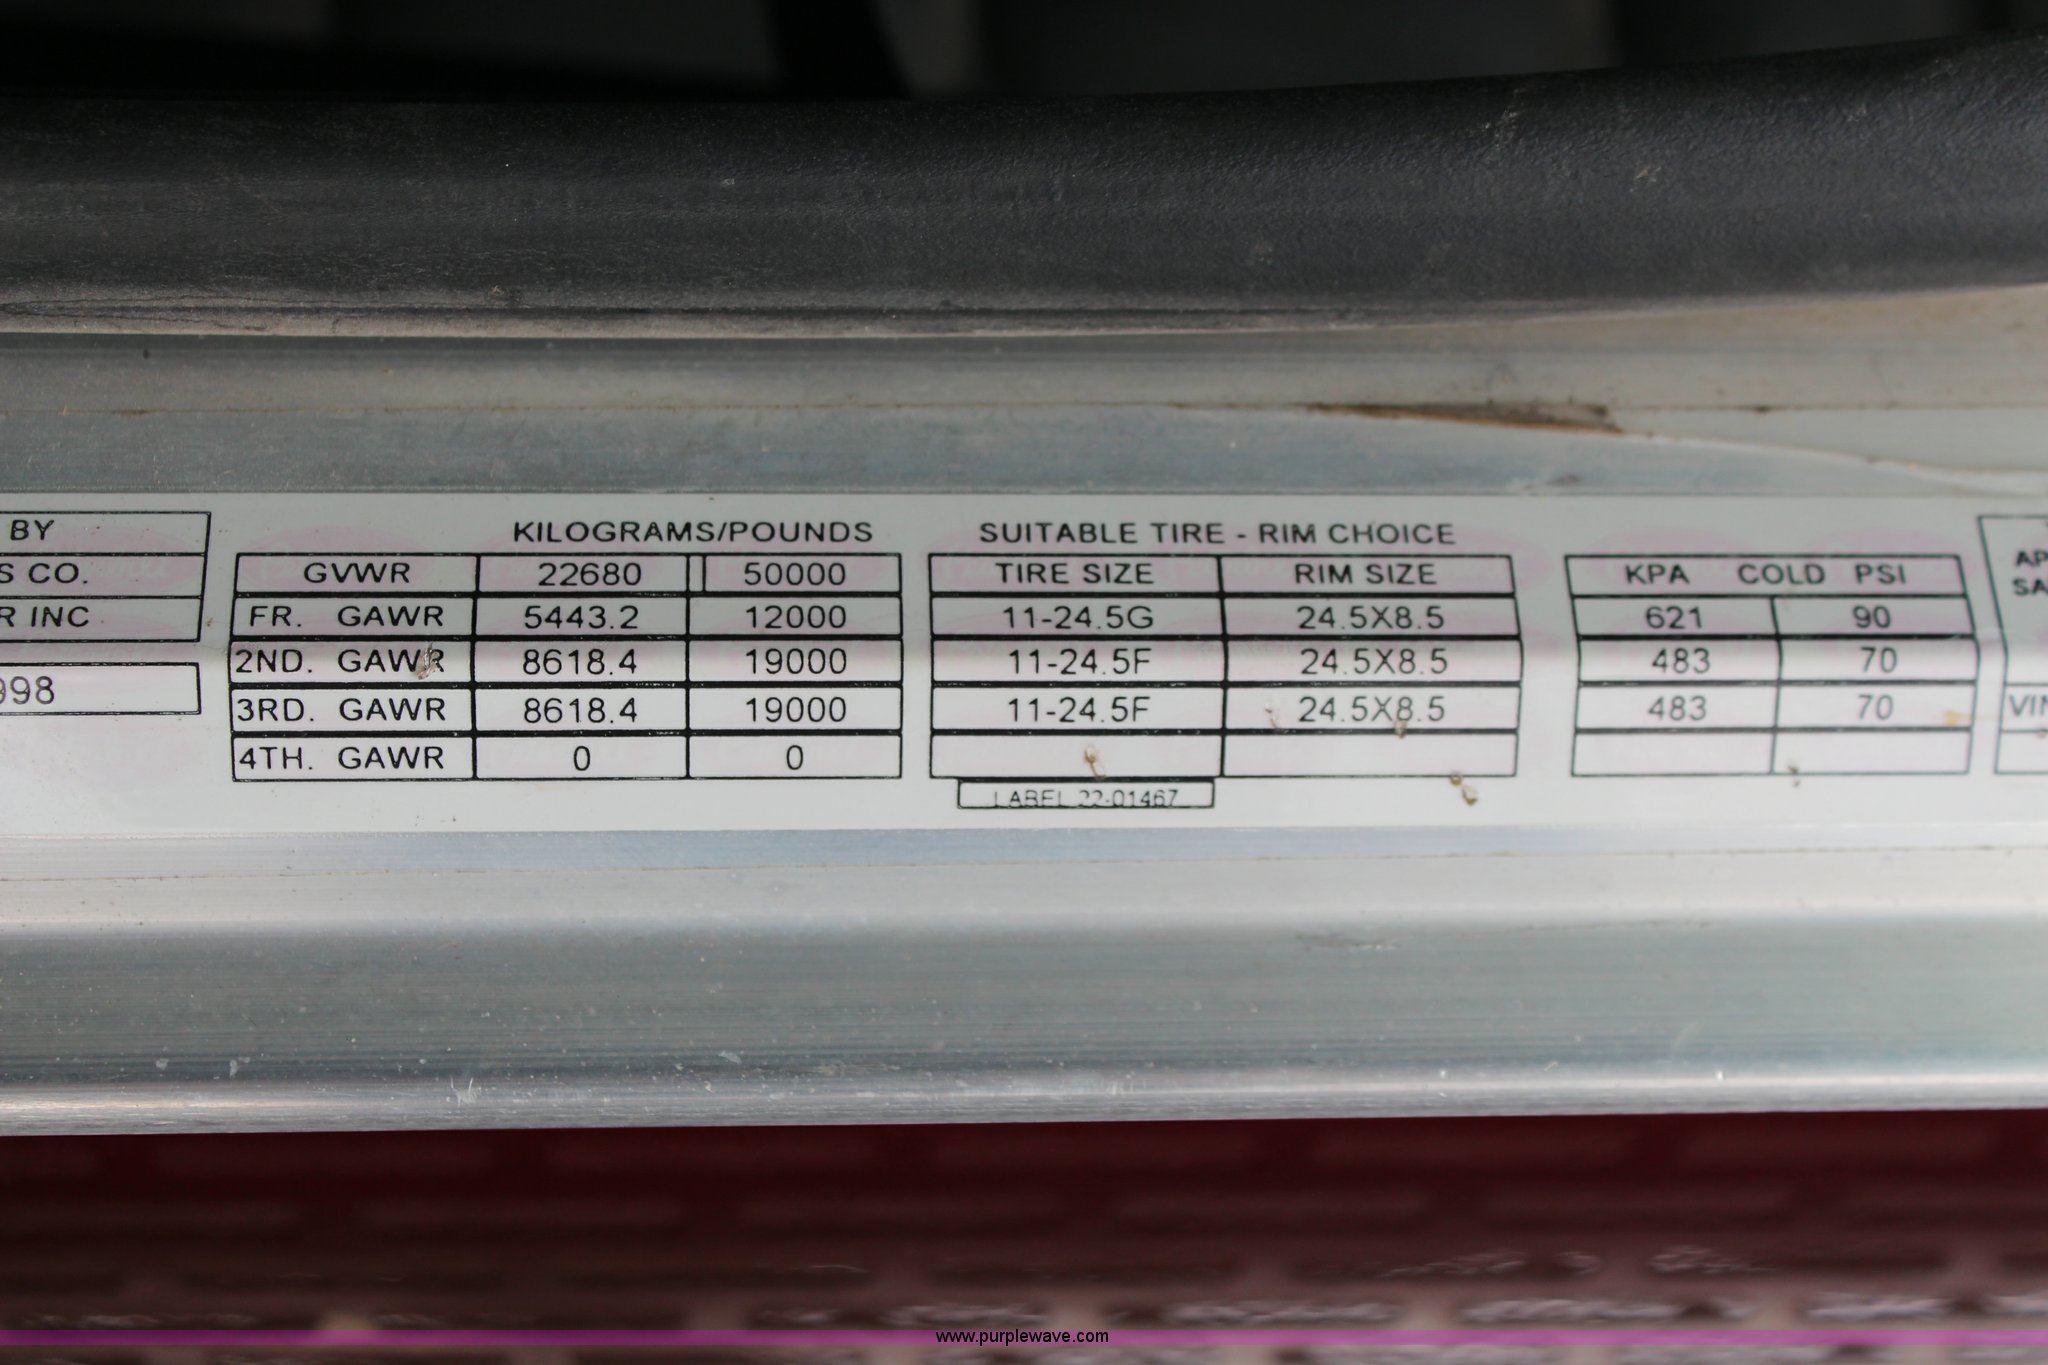 BY
S CO.
R INC
998
KILOGRAMS/POUNDS
GVWR 22680 50000
FR. GAWR 5443.2 12000
2ND. GAWR 8618.4 19000
3RD. GAWR 8618.4 19000
4TH. GAWR 0 0
SUITABLE TIRE - RIM CHOICE
TIRE SIZE RIM SIZE
11-24.5G 24.5X8.5
11-24.5F 24.5X8.5
11-24.5F 24.5X8.5
LABEL 22-01467
KPA COLD PSI
621 90
483 70
483 70
AP
SA
VIN
www.purplewave.com